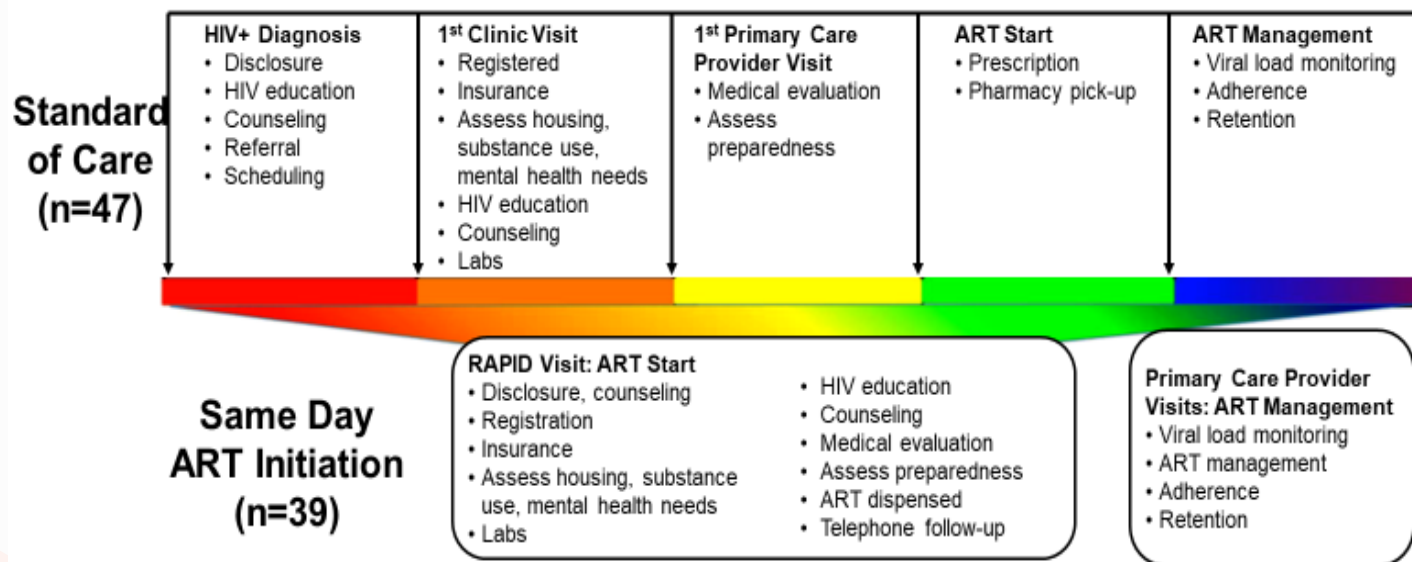 Standard
of Care
(n=47)
HIV+ Diagnosis
• Disclosure
• HIV education
• Counseling
• Referral
• Scheduling
1st Clinic Visit
• Registered
• Insurance
• Assess housing,
substance use,
mental health needs
• HIV education
• Counseling
• Labs
1st Primary Care
Provider Visit
• Medical evaluation
• Assess
preparedness
ART Start
• Prescription
• Pharmacy pick-up
ART Management
• Viral load monitoring
• Adherence
• Retention
Same Day
ART Initiation
(n=39)
RAPID Visit: ART Start
• Disclosure, counseling
• Registration
• Insurance
• Assess housing, substance
use, mental health needs
• Labs
• HIV education
• Counseling
• Medical evaluation
• Assess preparedness
• ART dispensed
• Telephone follow-up
Primary Care Provider
Visits: ART Management
• Viral load monitoring
• ART management
• Adherence
• Retention